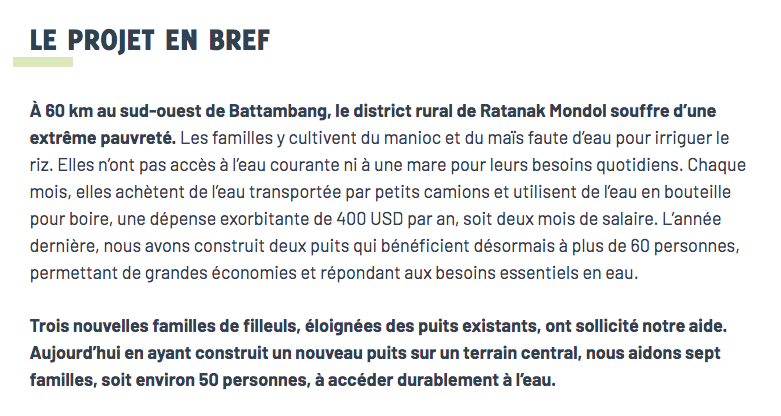 LE PROJET EN BREF
À 60 km au sud-ouest de Battambang, le district rural de Ratanak Mondol souffre d’une
extrême pauvreté. Les familles y cultivent du manioc et du maïs faute d’eau pour irriguer le
riz. Elles n’ont pas accès à l’eau courante ni à une mare pour leurs besoins quotidiens. Chaque
mois, elles achètent de l’eau transportée par petits camions et utilisent de l’eau en bouteille
pour boire, une dépense exorbitante de 400 USD par an, soit deux mois de salaire. L’année
dernière, nous avons construit deux puits qui bénéficient désormais à plus de 60 personnes,
permettant de grandes économies et répondant aux besoins essentiels en eau.
Trois nouvelles familles de filleuls, éloignées des puits existants, ont sollicité notre aide.
Aujourd’hui en ayant construit un nouveau puits sur un terrain central, nous aidons sept
familles, soit environ 50 personnes, à accéder durablement à l’eau.